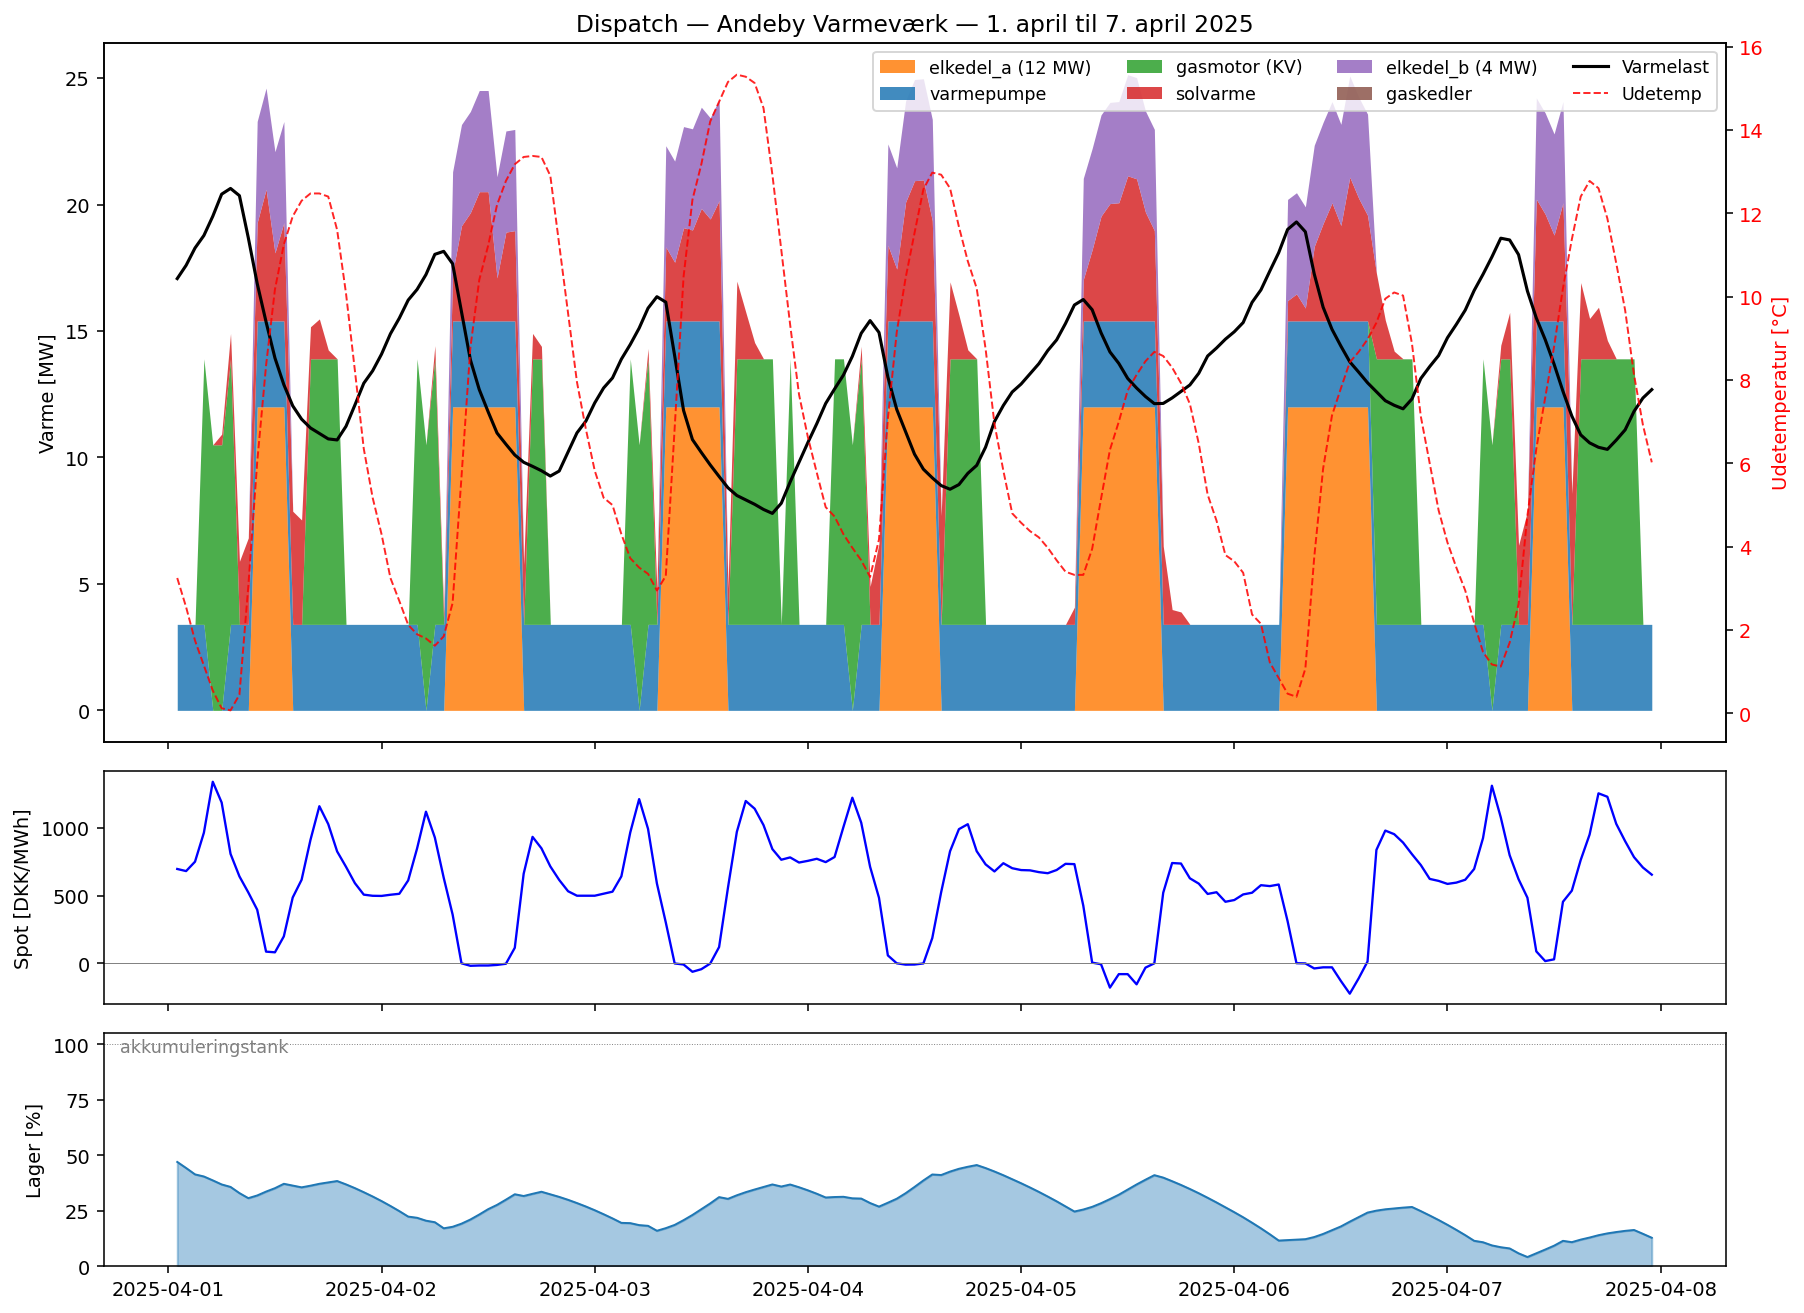 Dispatch — Andeby Varmeværk — 1. april til 7. april 2025
elkedel_a (12 MW)
varmepumpe
gasmotor (KV)
solvarme
elkedel_b (4 MW)
gaskedler
Varmelast
Udetemp
Varme [MW]
25
20
15
10
5
0
Udetemperatur [°C]
16
14
12
10
8
6
4
2
0
Spot [DKK/MWh]
1000
500
0
Lager [%]
100
75
50
25
0
akkumuleringstank
2025-04-01
2025-04-02
2025-04-03
2025-04-04
2025-04-05
2025-04-06
2025-04-07
2025-04-08